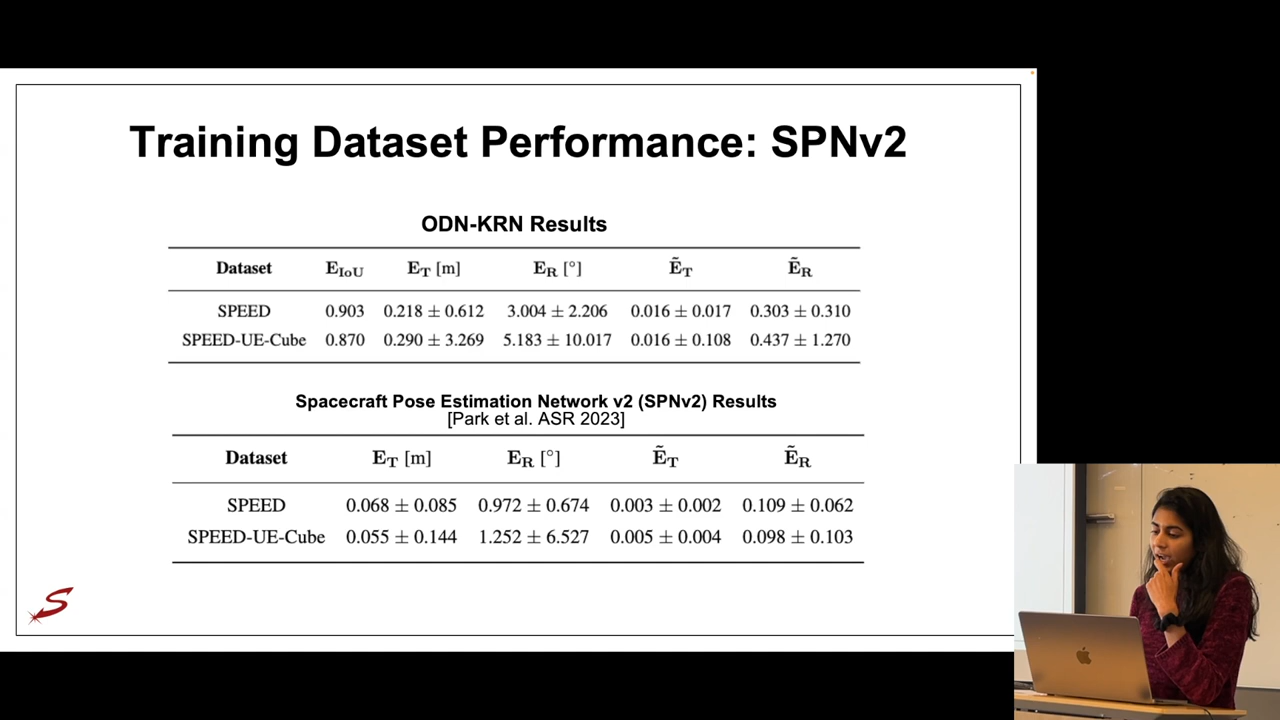 Training Dataset Performance: SPNv2
ODN-KRN Results
Dataset E_IoU E_T [m] E_R [°] Ẽ_T Ẽ_R
SPEED 0.903 0.218 ± 0.612 3.004 ± 2.206 0.016 ± 0.017 0.303 ± 0.310
SPEED-UE-Cube 0.870 0.290 ± 3.269 5.183 ± 10.017 0.016 ± 0.108 0.437 ± 1.270
Spacecraft Pose Estimation Network v2 (SPNv2) Results
[Park et al. ASR 2023]
Dataset E_T [m] E_R [°] Ẽ_T Ẽ_R
SPEED 0.068 ± 0.085 0.972 ± 0.674 0.003 ± 0.002 0.109 ± 0.062
SPEED-UE-Cube 0.055 ± 0.144 1.252 ± 6.527 0.005 ± 0.004 0.098 ± 0.103
S